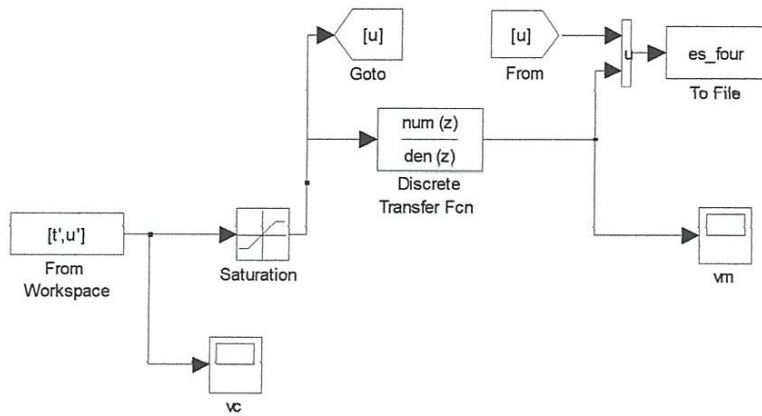 [u]
Goto
[u]
From
u
es_four
To File
num (z)
den (z)
Discrete
Transfer Fcn
[t',u']
From
Workspace
Saturation
vm
vc